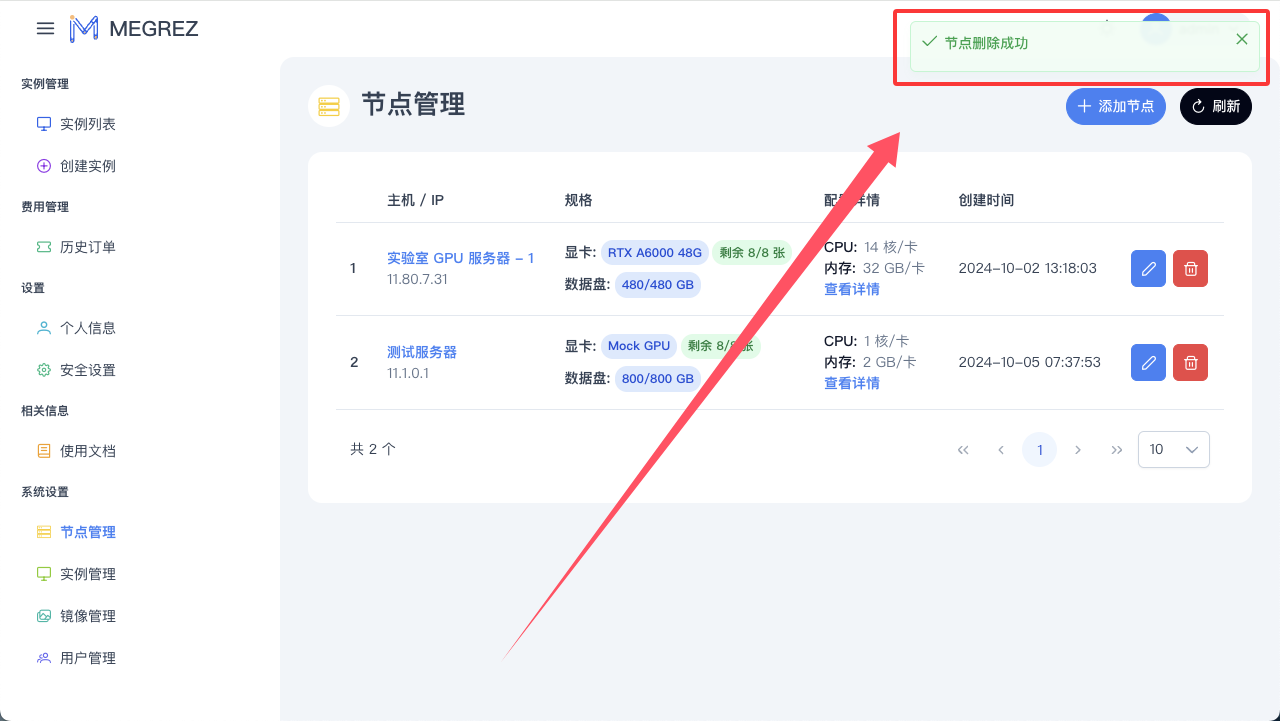 MEGREZ
节点删除成功
实例管理
实例列表
创建实例
费用管理
历史订单
设置
个人信息
安全设置
相关信息
使用文档
系统设置
节点管理
实例管理
镜像管理
用户管理
节点管理
添加节点
刷新
主机 / IP 规格 配置详情 创建时间
1
实验室 GPU 服务器 – 1
11.80.7.31
显卡: RTX A6000 48G 剩余 8/8 张
数据盘: 480/480 GB
CPU: 14 核/卡
内存: 32 GB/卡
查看详情
2024-10-02 13:18:03
2
测试服务器
11.1.0.1
显卡: Mock GPU 剩余 8/8 张
数据盘: 800/800 GB
CPU: 1 核/卡
内存: 2 GB/卡
查看详情
2024-10-05 07:37:53
共 2 个
1
10